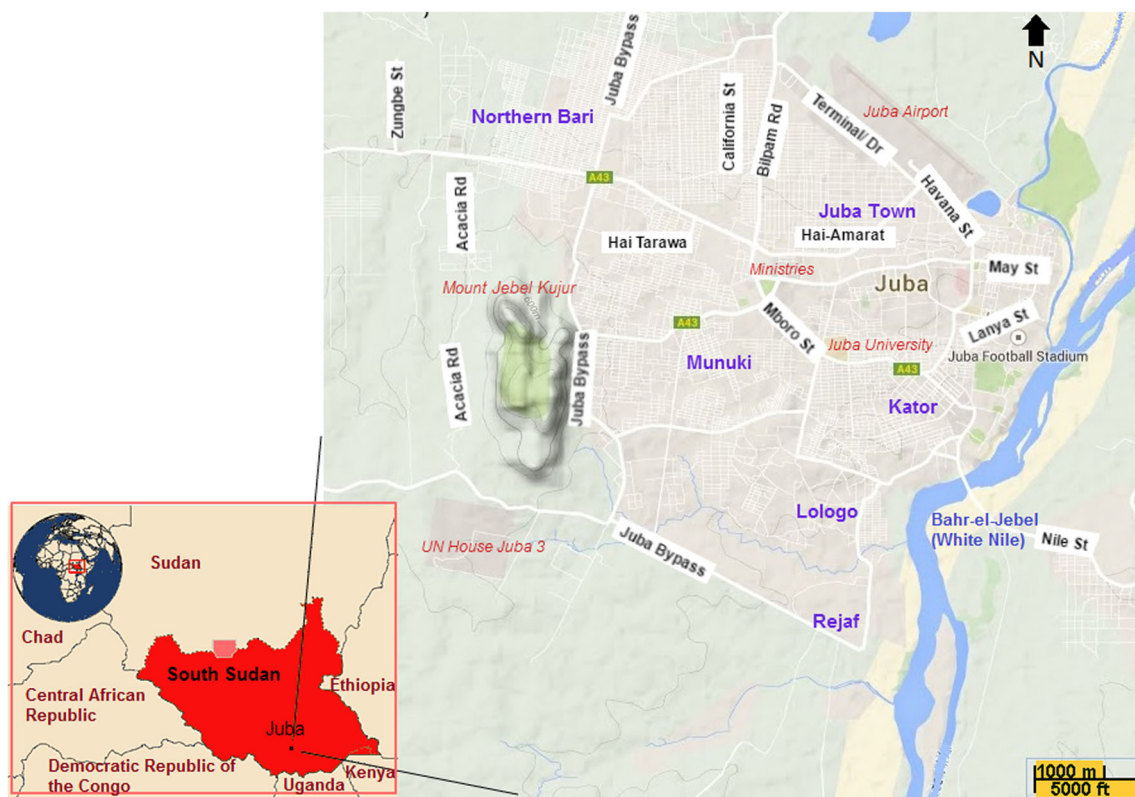 N
Juba Bypass
Zungbe St
Northern Bari
California St
Bilpam Rd
Terminal/ Dr
Juba Airport
A43
Acacia Rd
Havana St
Juba Town
Hai Tarawa
Hai-Amarat
Ministries
May St
Mount Jebel Kujur
600m
Juba
A43
Mboro St
Lanya St
Juba University
Juba Football Stadium
Acacia Rd
Juba Bypass
Munuki
A43
Kator
Lologo
Bahr-el-Jebel
(White Nile)
Nile St
UN House Juba 3
Juba Bypass
Rejaf
1000 m
5000 ft
Sudan
Chad
South Sudan
Ethiopia
Central African
Republic
Juba
Democratic Republic of
the Congo
Kenya
Uganda